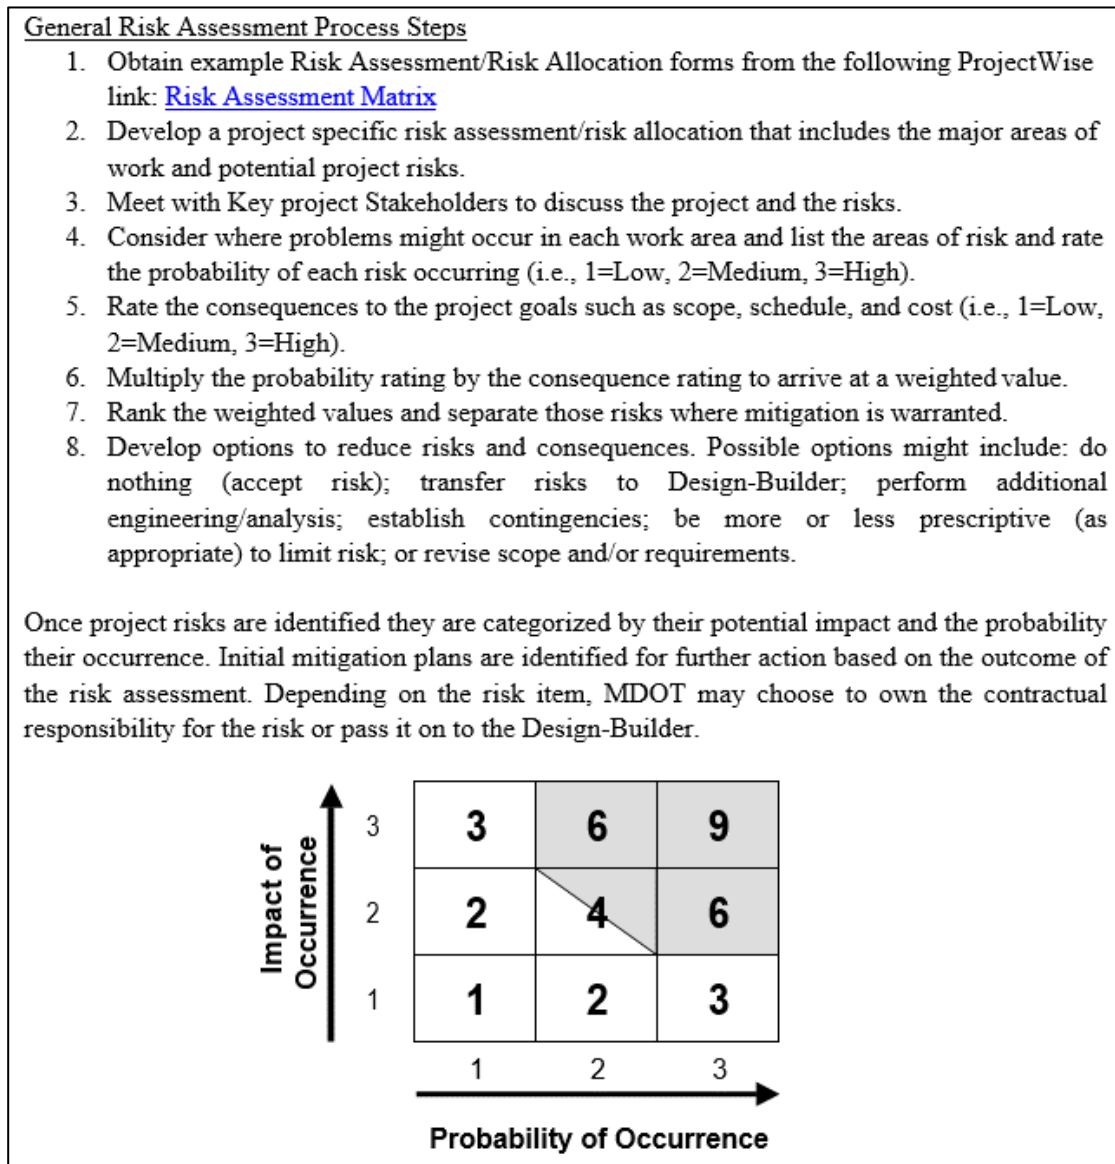 General Risk Assessment Process Steps
1. Obtain example Risk Assessment/Risk Allocation forms from the following ProjectWise
link: Risk Assessment Matrix
2. Develop a project specific risk assessment/risk allocation that includes the major areas of
work and potential project risks.
3. Meet with Key project Stakeholders to discuss the project and the risks.
4. Consider where problems might occur in each work area and list the areas of risk and rate
the probability of each risk occurring (i.e., 1=Low, 2=Medium, 3=High).
5. Rate the consequences to the project goals such as scope, schedule, and cost (i.e., 1=Low,
2=Medium, 3=High).
6. Multiply the probability rating by the consequence rating to arrive at a weighted value.
7. Rank the weighted values and separate those risks where mitigation is warranted.
8. Develop options to reduce risks and consequences. Possible options might include: do
nothing (accept risk); transfer risks to Design-Builder; perform additional
engineering/analysis; establish contingencies; be more or less prescriptive (as
appropriate) to limit risk; or revise scope and/or requirements.
Once project risks are identified they are categorized by their potential impact and the probability
their occurrence. Initial mitigation plans are identified for further action based on the outcome of
the risk assessment. Depending on the risk item, MDOT may choose to own the contractual
responsibility for the risk or pass it on to the Design-Builder.
Impact of
Occurrence
3 3 6 9
2 2 4 6
1 1 2 3
1 2 3
Probability of Occurrence